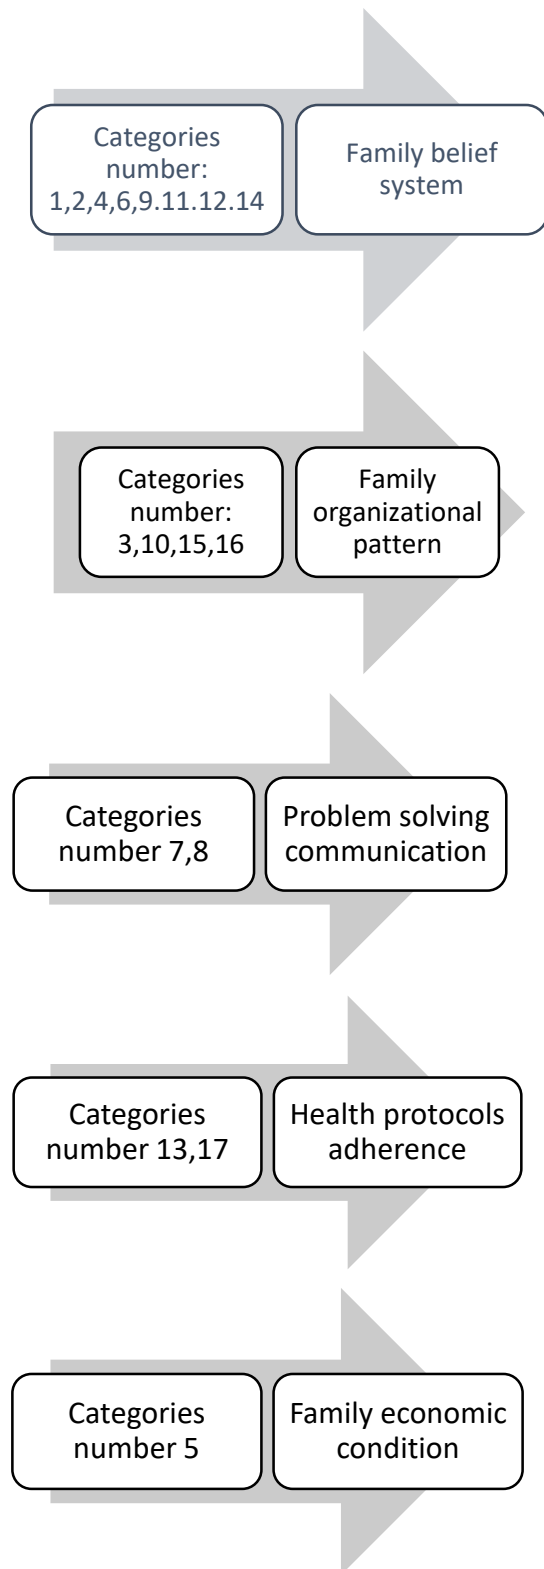 Categories
number:
1,2,4,6,9.11.12.14
Family belief
system
Categories
number:
3,10,15,16
Family
organizational
pattern
Categories
number 7,8
Problem solving
communication
Categories
number 13,17
Health protocols
adherence
Categories
number 5
Family economic
condition